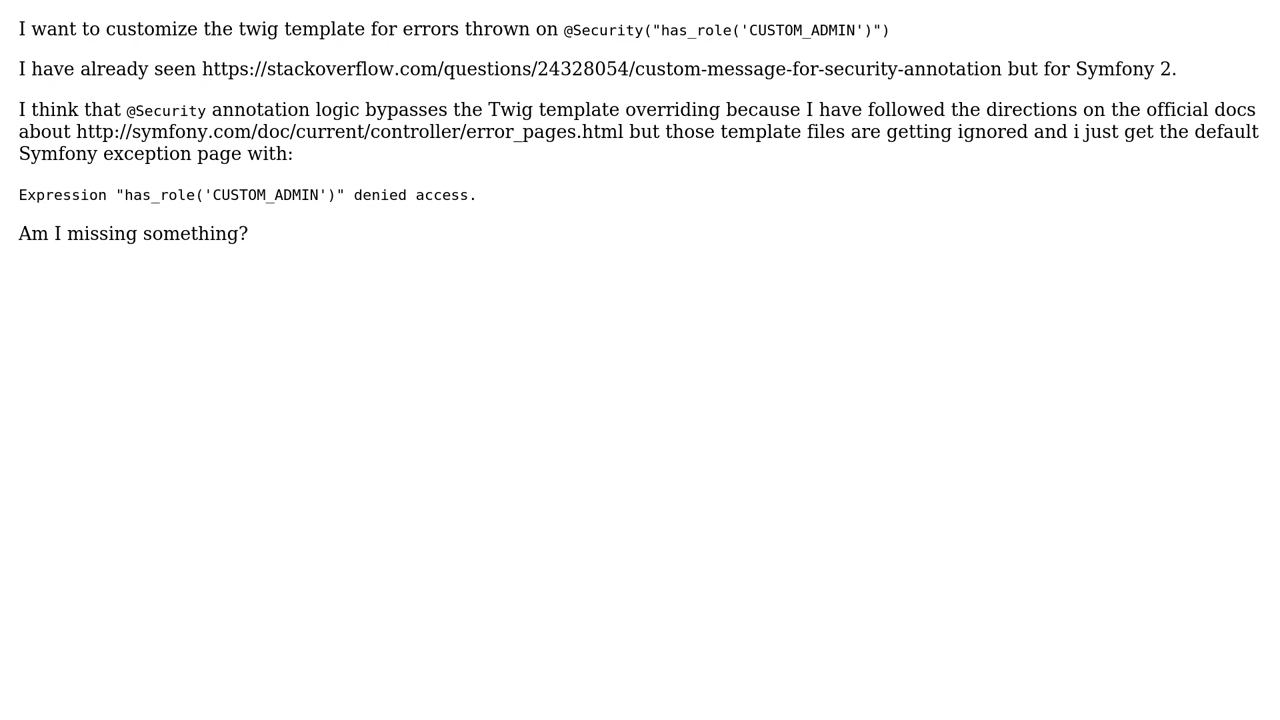 I want to customize the twig template for errors thrown on @Security("has_role('CUSTOM_ADMIN')")
I have already seen https://stackoverflow.com/questions/24328054/custom-message-for-security-annotation but for Symfony 2.
I think that @Security annotation logic bypasses the Twig template overriding because I have followed the directions on the official docs
about http://symfony.com/doc/current/controller/error_pages.html but those template files are getting ignored and i just get the default
Symfony exception page with:
Expression "has_role('CUSTOM_ADMIN')" denied access.
Am I missing something?